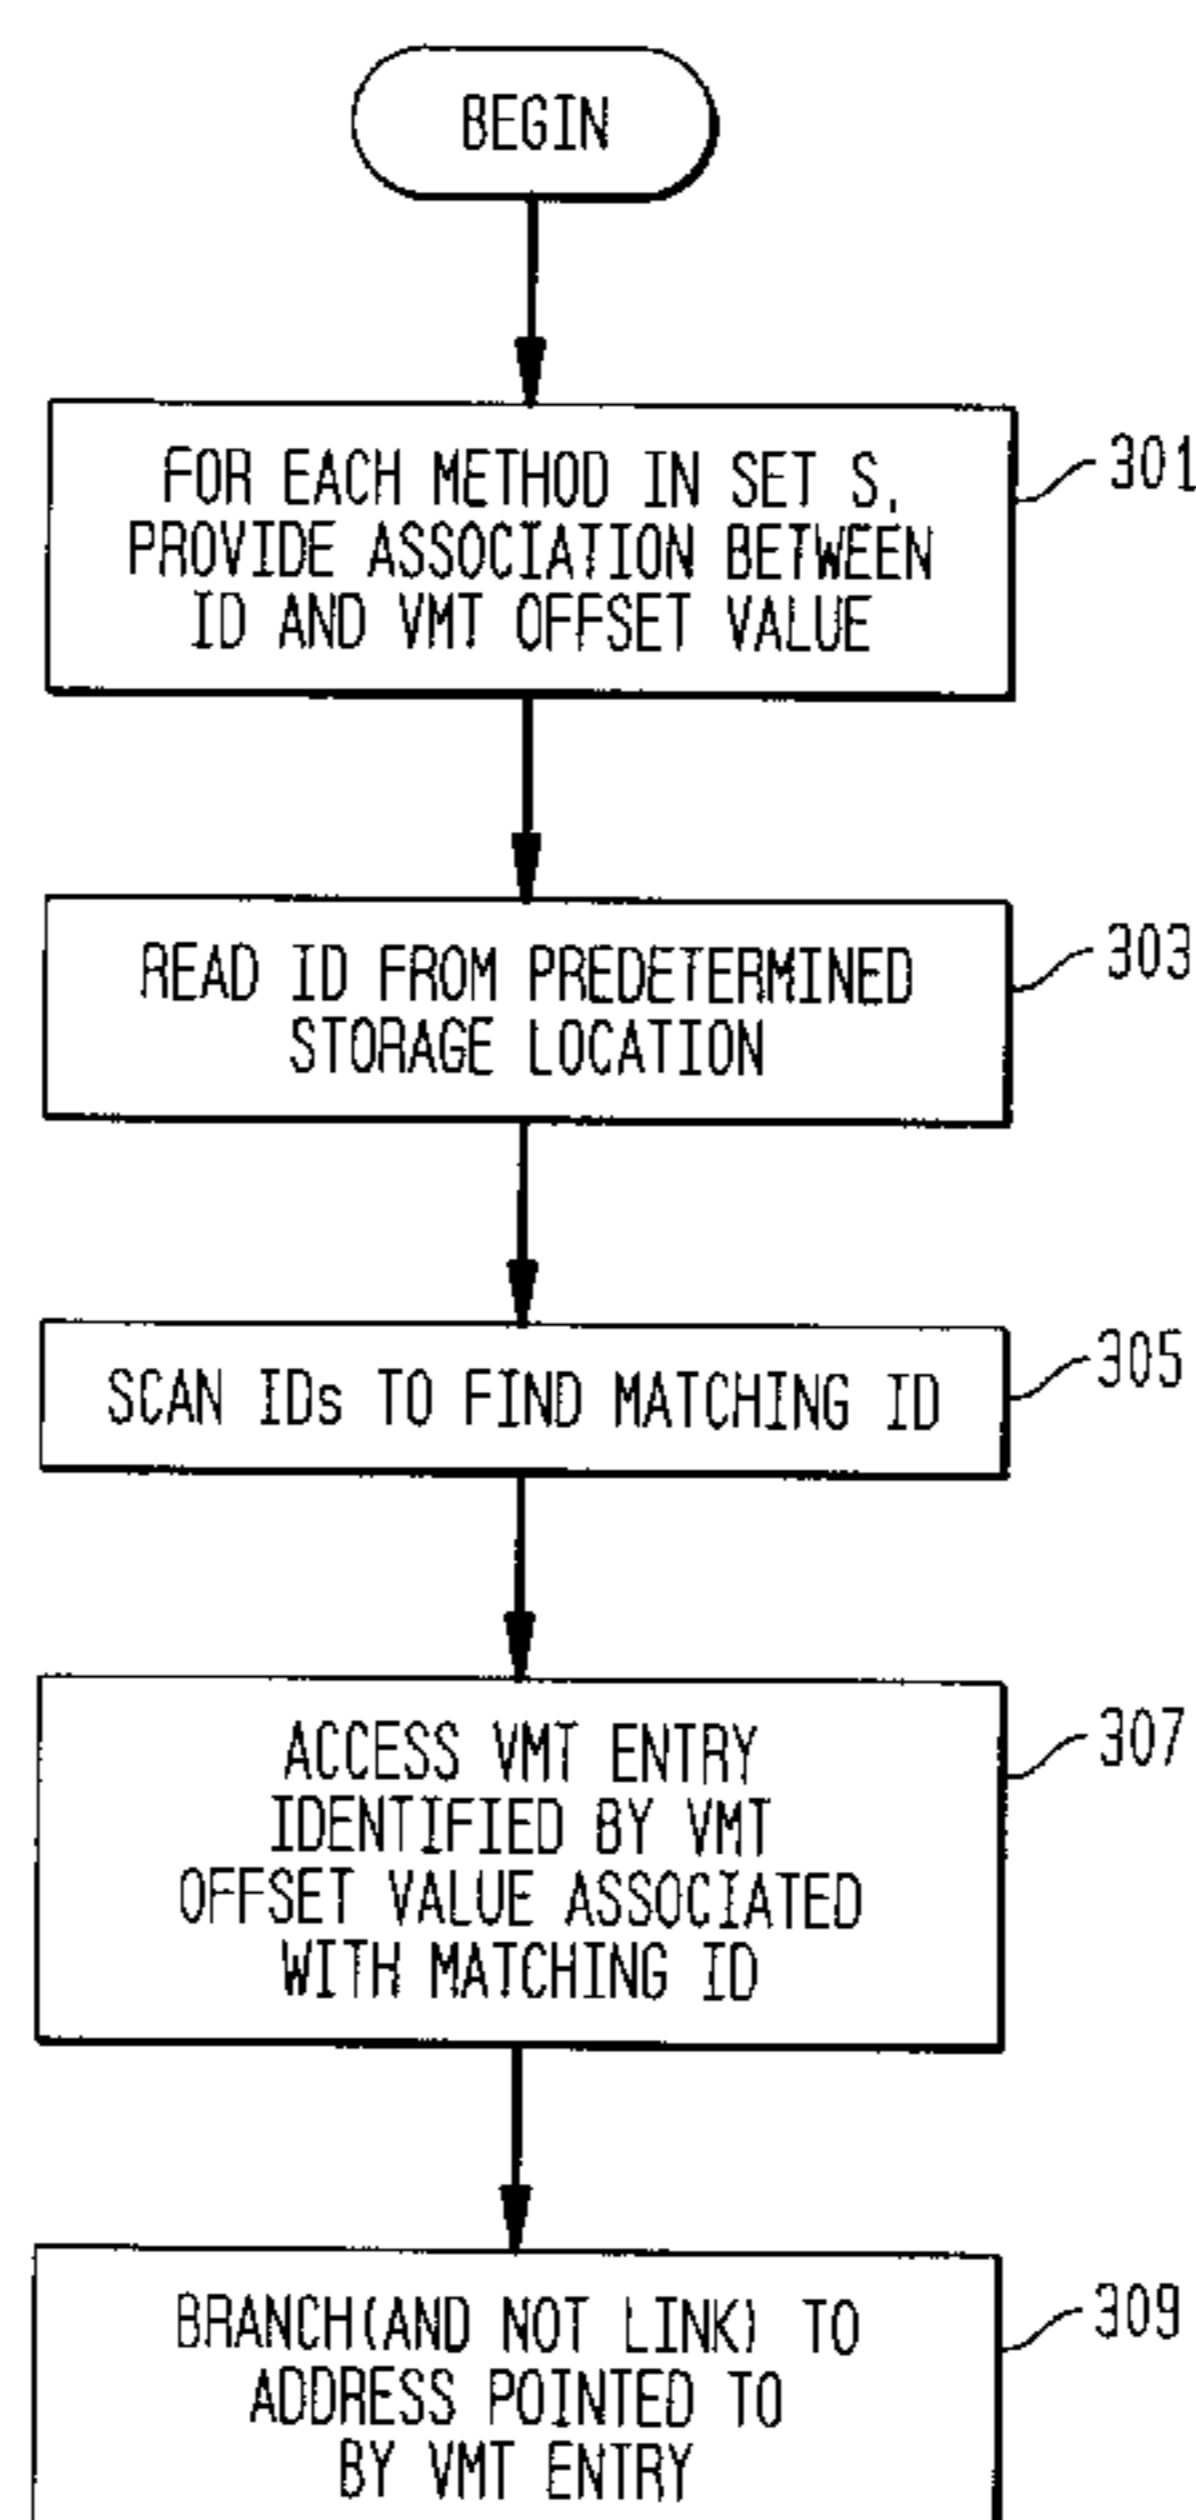 BEGIN
FOR EACH METHOD IN SET S,
PROVIDE ASSOCIATION BETWEEN
ID AND VMT OFFSET VALUE
301
READ ID FROM PREDETERMINED
STORAGE LOCATION
303
SCAN IDs TO FIND MATCHING ID
305
ACCESS VMT ENTRY
IDENTIFIED BY VMT
OFFSET VALUE ASSOCIATED
WITH MATCHING ID
307
BRANCH(AND NOT LINK) TO
ADDRESS POINTED TO
BY VMT ENTRY
309